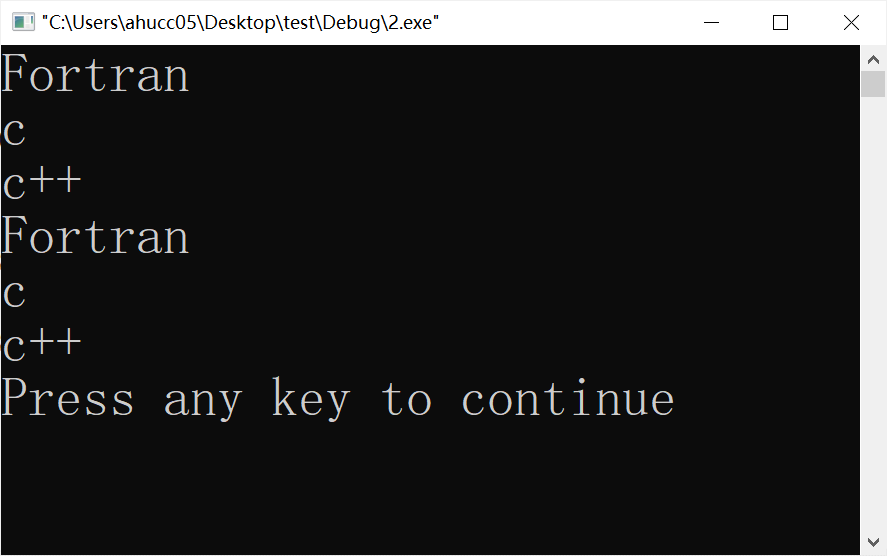 "C:\Users\ahucc05\Desktop\test\Debug\2.exe"
Fortran
c
c++
Fortran
c
c++
Press any key to continue